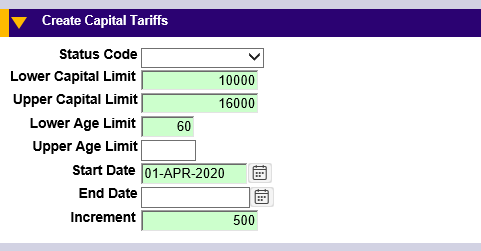 Create Capital Tariffs
Status Code
Lower Capital Limit 10000
Upper Capital Limit 16000
Lower Age Limit 60
Upper Age Limit
Start Date 01-APR-2020
End Date
Increment 500